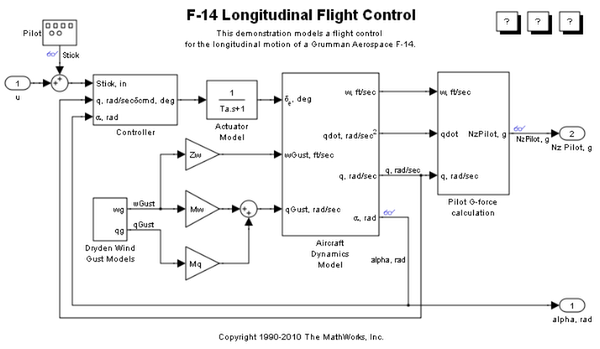 F-14 Longitudinal Flight Control
This demonstration models a flight control
for the longitudinal motion of a Grumman Aerospace F-14.
? ? ?
Pilot
Stick
1
u
Stick, in
q, rad/secδcmd, deg
α, rad
Controller
1
Ta.s+1
Actuator
Model
δe, deg
wGust, ft/sec
qGust, rad/sec
w, ft/sec
qdot, rad/sec2
q, rad/sec
α, rad
Aircraft
Dynamics
Model
w, ft/sec
qdot
q, rad/sec
NzPilot, g
Pilot G-force
calculation
q, rad/sec
NzPilot, g
2
Nz Pilot, g
Zw
Mw
Mq
wg
qg
wGust
qGust
Dryden Wind
Gust Models
alpha, rad
1
alpha, rad
Copyright 1990-2010 The MathWorks, Inc.